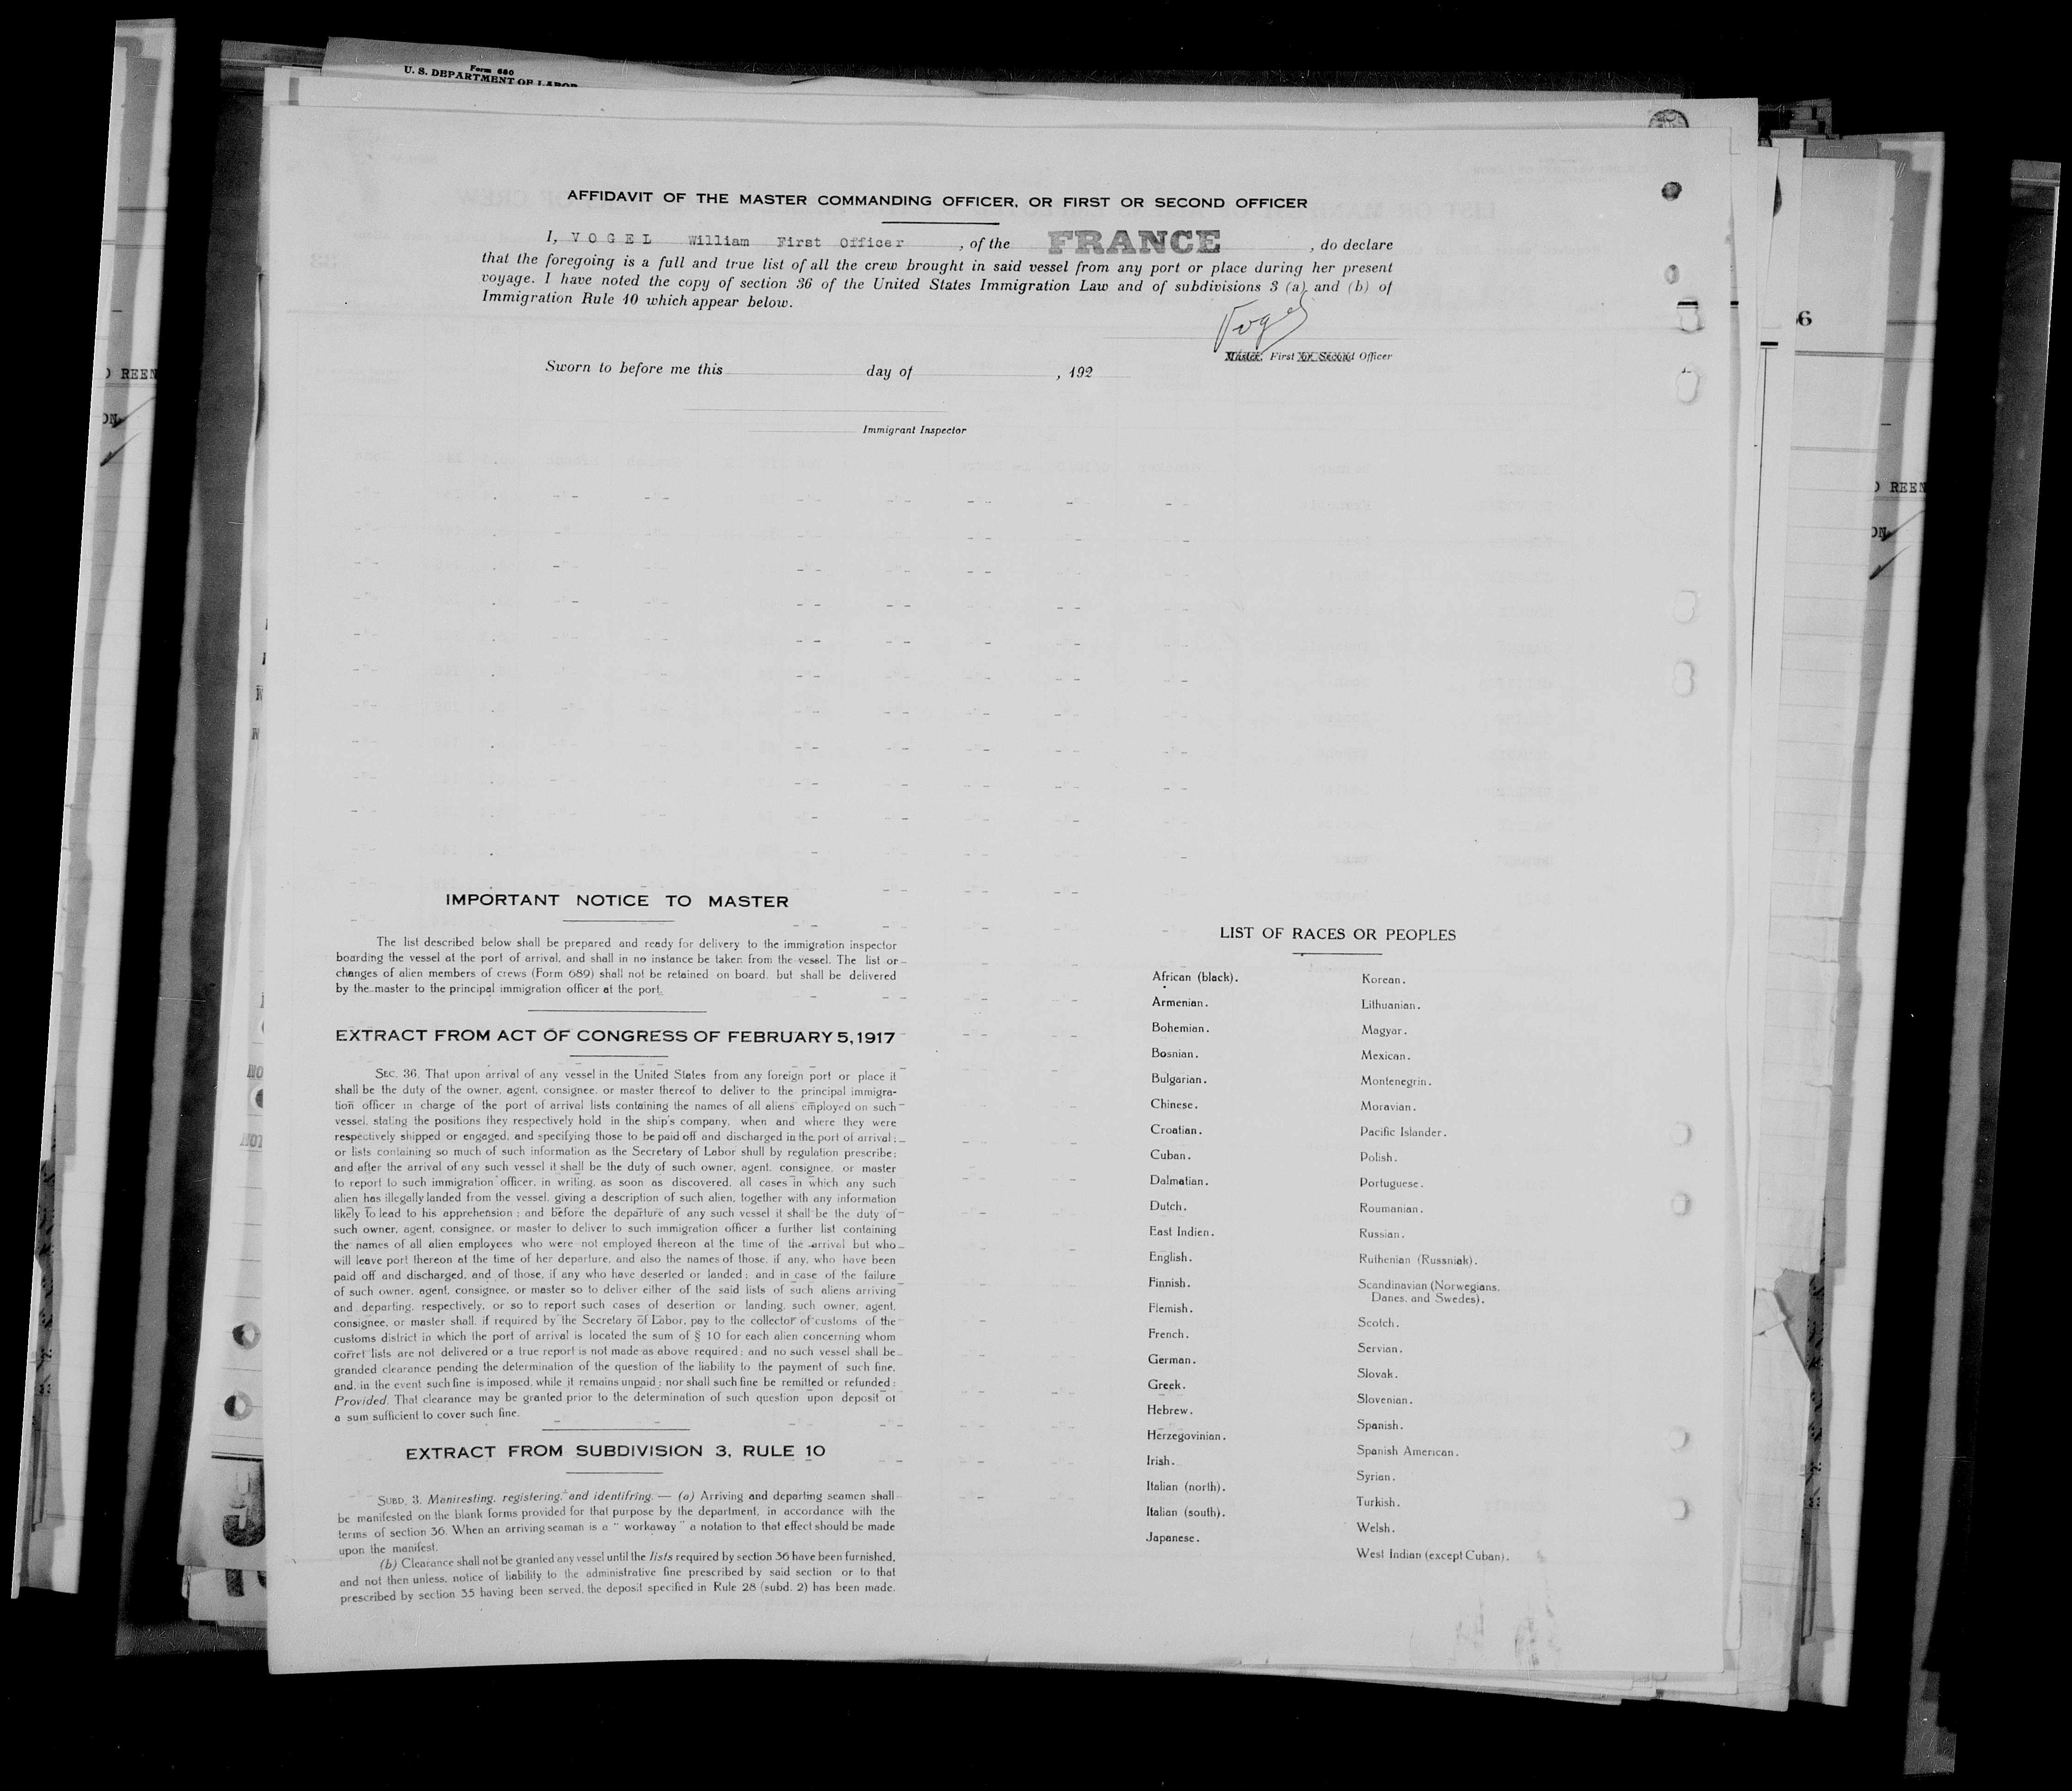 Form 680
U. S. DEPARTMENT OF LABOR
AFFIDAVIT OF THE MASTER COMMANDING OFFICER, OR FIRST OR SECOND OFFICER
I, VOGEL William First Officer, of the FRANCE, do declare
that the foregoing is a full and true list of all the crew brought in said vessel from any port or place during her present
voyage. I have noted the copy of section 36 of the United States Immigration Law and of subdivisions 3 (a) and (b) of
Immigration Rule 10 which appear below.
Vogel
Master, First or Second Officer
Sworn to before me this day of , 192
Immigrant Inspector
IMPORTANT NOTICE TO MASTER
The list described below shall be prepared and ready for delivery to the immigration inspector
boarding the vessel at the port of arrival, and shall in no instance be taken from the vessel. The list or
changes of alien members of crews (Form 689) shall not be retained on board, but shall be delivered
by the master to the principal immigration officer at the port.
EXTRACT FROM ACT OF CONGRESS OF FEBRUARY 5, 1917
SEC. 36. That upon arrival of any vessel in the United States from any foreign port or place it
shall be the duty of the owner, agent, consignee, or master thereof to deliver to the principal immigra-
tion officer in charge of the port of arrival lists containing the names of all aliens employed on such
vessel, stating the positions they respectively hold in the ship's company, when and where they were
respectively shipped or engaged, and specifying those to be paid off and discharged in the port of arrival;
or lists containing so much of such information as the Secretary of Labor shull by regulation prescribe;
and after the arrival of any such vessel it shall be the duty of such owner, agent, consignee, or master
to report to such immigration officer, in writing, as soon as discovered, all cases in which any such
alien has illegally landed from the vessel, giving a description of such alien, together with any information
likely to lead to his apprehension; and before the departure of any such vessel it shall be the duty of
such owner, agent, consignee, or master to deliver to such immigration officer a further list containing
the names of all alien employees who were not employed thereon at the time of the arrival but who
will leave port thereon at the time of her departure, and also the names of those, if any, who have been
paid off and discharged, and of those, if any who have deserted or landed; and in case of the failure
of such owner, agent, consignee, or master so to deliver either of the said lists of such aliens arriving
and departing, respectively, or so to report such cases of desertion or landing, such owner, agent,
consignee, or master shall, if required by the Secretary of Labor, pay to the collector of customs of the
customs district in which the port of arrival is located the sum of § 10 for each alien concerning whom
corret lists are not delivered or a true report is not made as above required; and no such vessel shall be
granded clearance pending the determination of the question of the liability to the payment of such fine,
and, in the event such fine is imposed, while it remains unpaid; nor shall such fine be remitted or refunded:
Provided, That clearance may be granted prior to the determination of such question upon deposit of
a sum sufficient to cover such fine.
EXTRACT FROM SUBDIVISION 3, RULE 10
SUBD. 3. Maniresting, registering, and identifring. — (a) Arriving and departing seamen shall
be manifested on the blank forms provided for that purpose by the department, in accordance with the
terms of section 36. When an arriving seaman is a " workaway " a notation to that effect should be made
upon the manifest.
(b) Clearance shall not be granted any vessel until the lists required by section 36 have been furnished,
and not then unless, notice of liability to the administrative fine prescribed by said section or to that
prescribed by section 35 having been served, the deposit specified in Rule 28 (subd. 2) has been made.
LIST OF RACES OR PEOPLES
African (black).
Armenian.
Bohemian.
Bosnian.
Bulgarian.
Chinese.
Croatian.
Cuban.
Dalmatian.
Dutch.
East Indien.
English.
Finnish.
Flemish.
French.
German.
Greek.
Hebrew.
Herzegovinian.
Irish.
Italian (north).
Italian (south).
Japanese.
Korean.
Lithuanian.
Magyar.
Mexican.
Montenegrin.
Moravian.
Pacific Islander.
Polish.
Portuguese.
Roumanian.
Russian.
Ruthenian (Russniak).
Scandinavian (Norwegians,
Danes, and Swedes).
Scotch.
Servian.
Slovak.
Slovenian.
Spanish.
Spanish American.
Syrian.
Turkish.
Welsh.
West Indian (except Cuban).